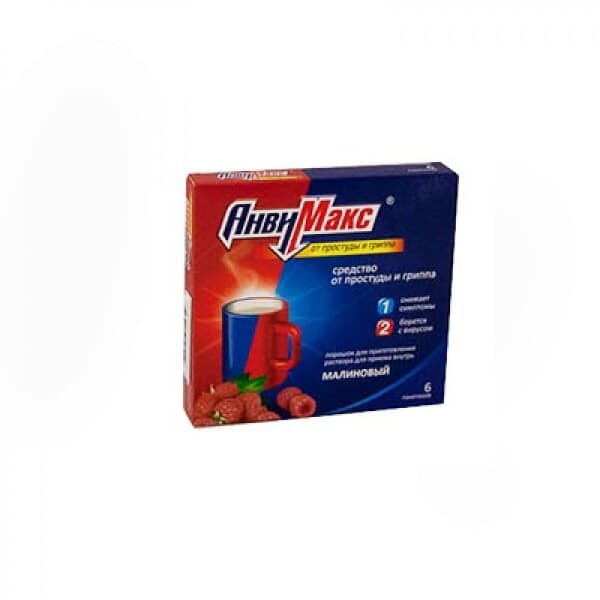 АнвиМакс®
от простуды и гриппа
средство
от простуды и гриппа
1 снимает
симптомы
2 борется
с вирусом
порошок для приготовления
раствора для приема внутрь
МАЛИНОВЫЙ
6
пакетиков